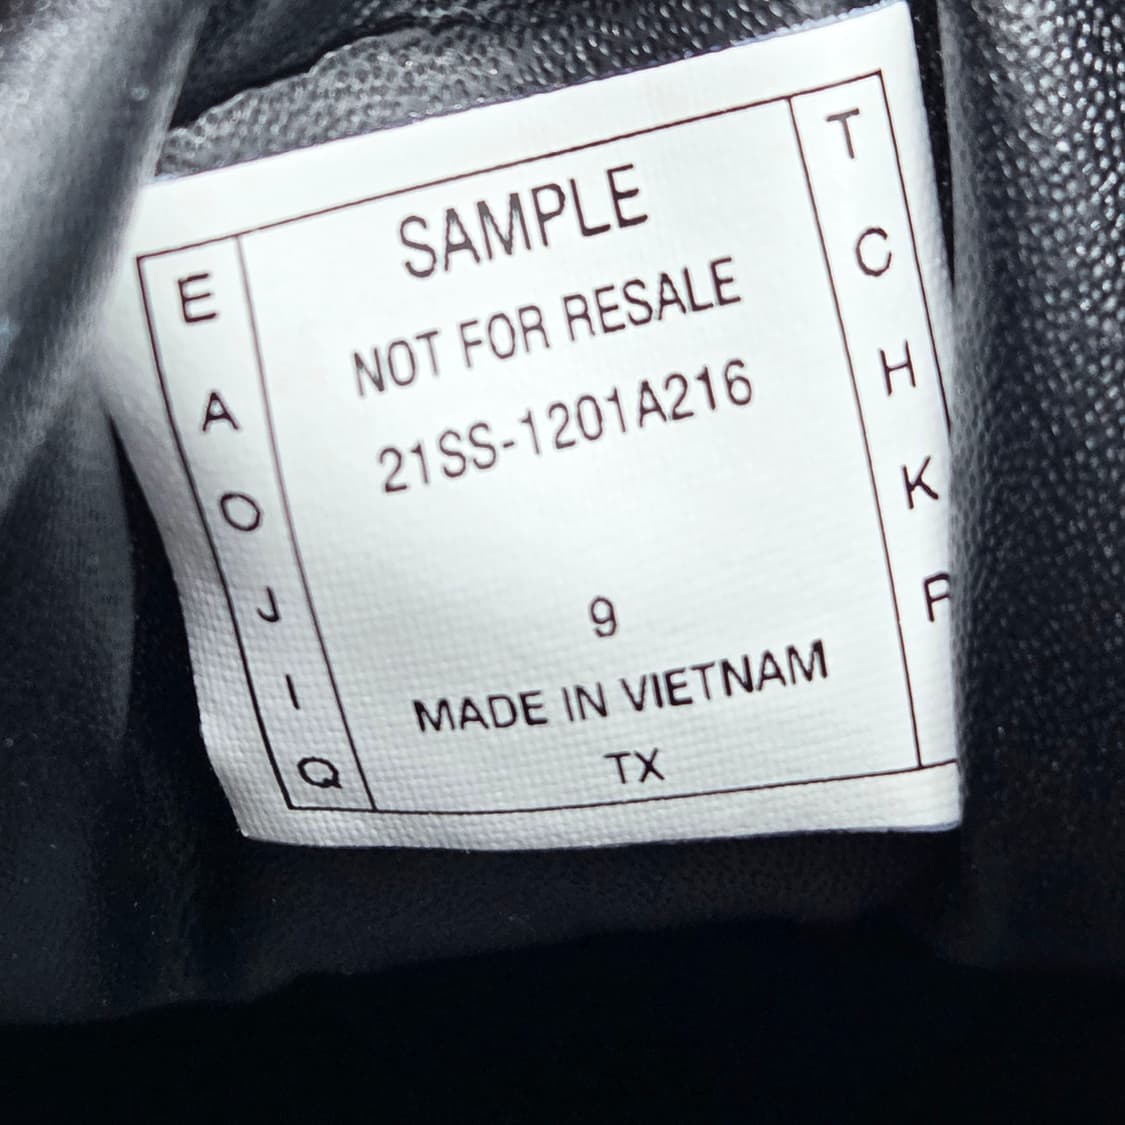 E
A
O
J
I
Q
SAMPLE
NOT FOR RESALE
21SS-1201A216
9
MADE IN VIETNAM
TX
T
C
H
K